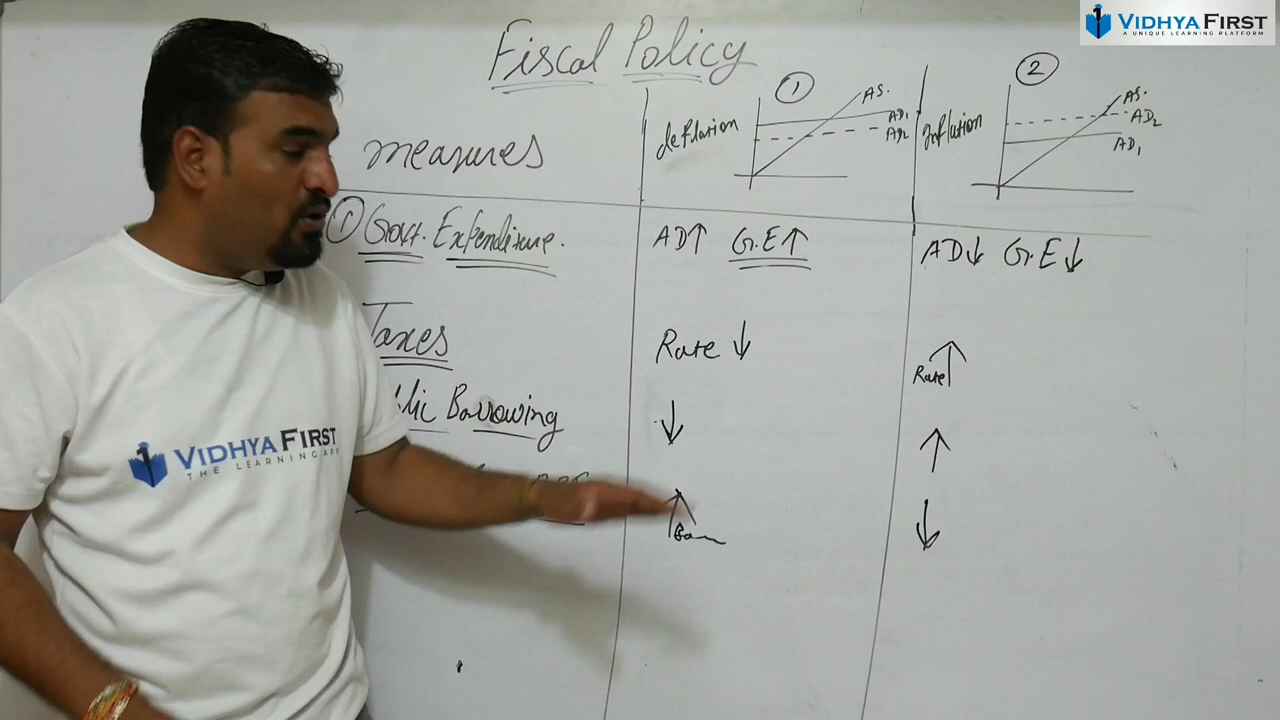 VIDHYA FIRST
A UNIQUE LEARNING PLATFORM
Fiscal Policy
measures
deflation
①
AS.
AD₁
AD₂
Inflation
②
AS.
AD₂
AD₁
① Govt. Expenditure.
AD↑ G.E↑
AD↓ G.E↓
Taxes
Rate ↓
Rate ↑
Borrowing
↓
↑
↑
↓
VIDHYA FIRST
THE LEARNING APP